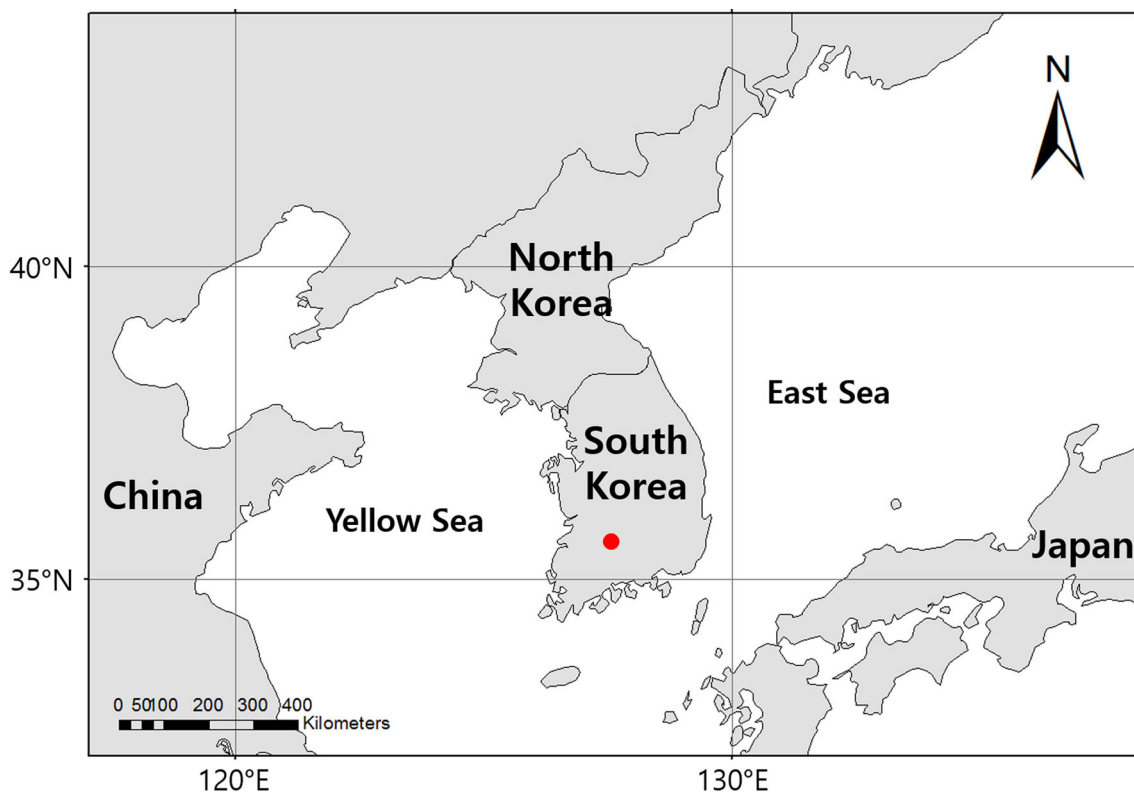 N
40°N
North
Korea
East Sea
South
Korea
China
Yellow Sea
Japan
35°N
0 50100 200 300 400
Kilometers
120°E
130°E